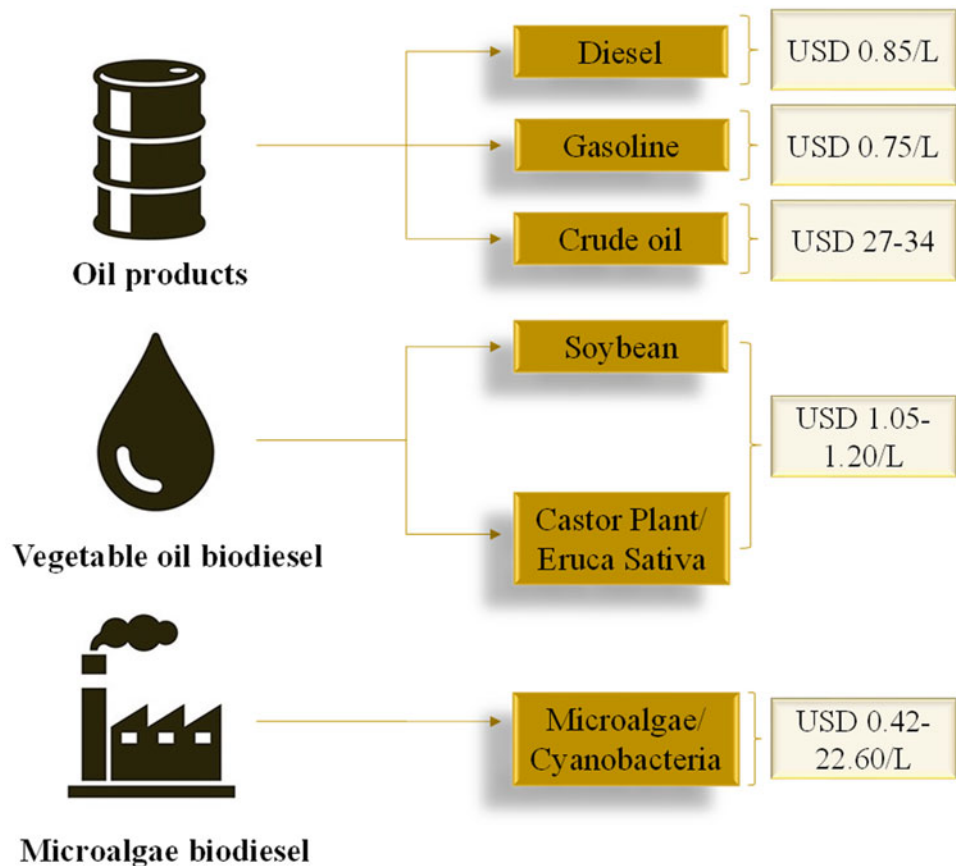 Diesel
USD 0.85/L
Gasoline
USD 0.75/L
Crude oil
USD 27-34
Oil products
Soybean
USD 1.05-
1.20/L
Castor Plant/
Eruca Sativa
Vegetable oil biodiesel
Microalgae/
Cyanobacteria
USD 0.42-
22.60/L
Microalgae biodiesel